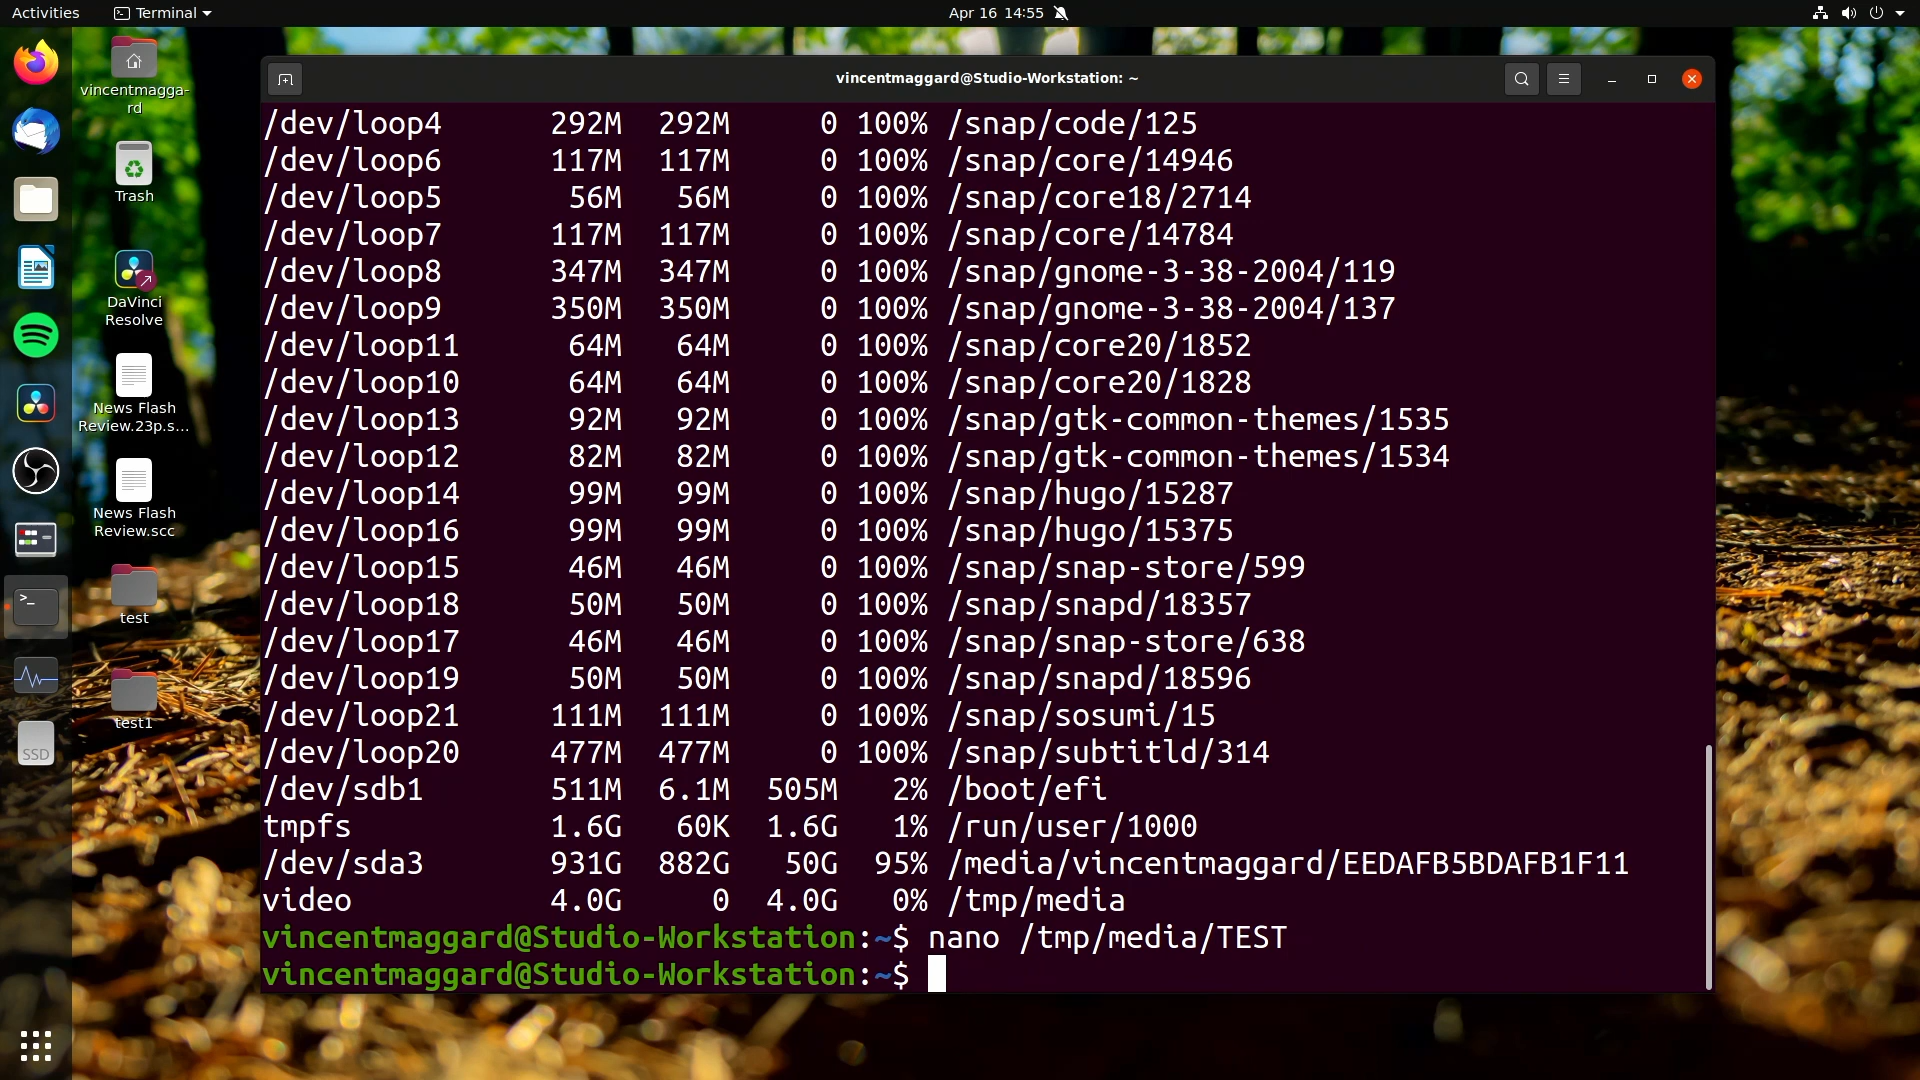 Activities
Terminal
Apr 16 14:55
vincentmagga-
rd
Trash
DaVinci
Resolve
News Flash
Review.23p.s...
News Flash
Review.scc
test
test1
SSD
vincentmaggard@Studio-Workstation: ~
/dev/loop4 292M 292M 0 100% /snap/code/125
/dev/loop6 117M 117M 0 100% /snap/core/14946
/dev/loop5 56M 56M 0 100% /snap/core18/2714
/dev/loop7 117M 117M 0 100% /snap/core/14784
/dev/loop8 347M 347M 0 100% /snap/gnome-3-38-2004/119
/dev/loop9 350M 350M 0 100% /snap/gnome-3-38-2004/137
/dev/loop11 64M 64M 0 100% /snap/core20/1852
/dev/loop10 64M 64M 0 100% /snap/core20/1828
/dev/loop13 92M 92M 0 100% /snap/gtk-common-themes/1535
/dev/loop12 82M 82M 0 100% /snap/gtk-common-themes/1534
/dev/loop14 99M 99M 0 100% /snap/hugo/15287
/dev/loop16 99M 99M 0 100% /snap/hugo/15375
/dev/loop15 46M 46M 0 100% /snap/snap-store/599
/dev/loop18 50M 50M 0 100% /snap/snapd/18357
/dev/loop17 46M 46M 0 100% /snap/snap-store/638
/dev/loop19 50M 50M 0 100% /snap/snapd/18596
/dev/loop21 111M 111M 0 100% /snap/sosumi/15
/dev/loop20 477M 477M 0 100% /snap/subtitld/314
/dev/sdb1 511M 6.1M 505M 2% /boot/efi
tmpfs 1.6G 60K 1.6G 1% /run/user/1000
/dev/sda3 931G 882G 50G 95% /media/vincentmaggard/EEDAFB5BDAFB1F11
video 4.0G 0 4.0G 0% /tmp/media
vincentmaggard@Studio-Workstation:~$ nano /tmp/media/TEST
vincentmaggard@Studio-Workstation:~$